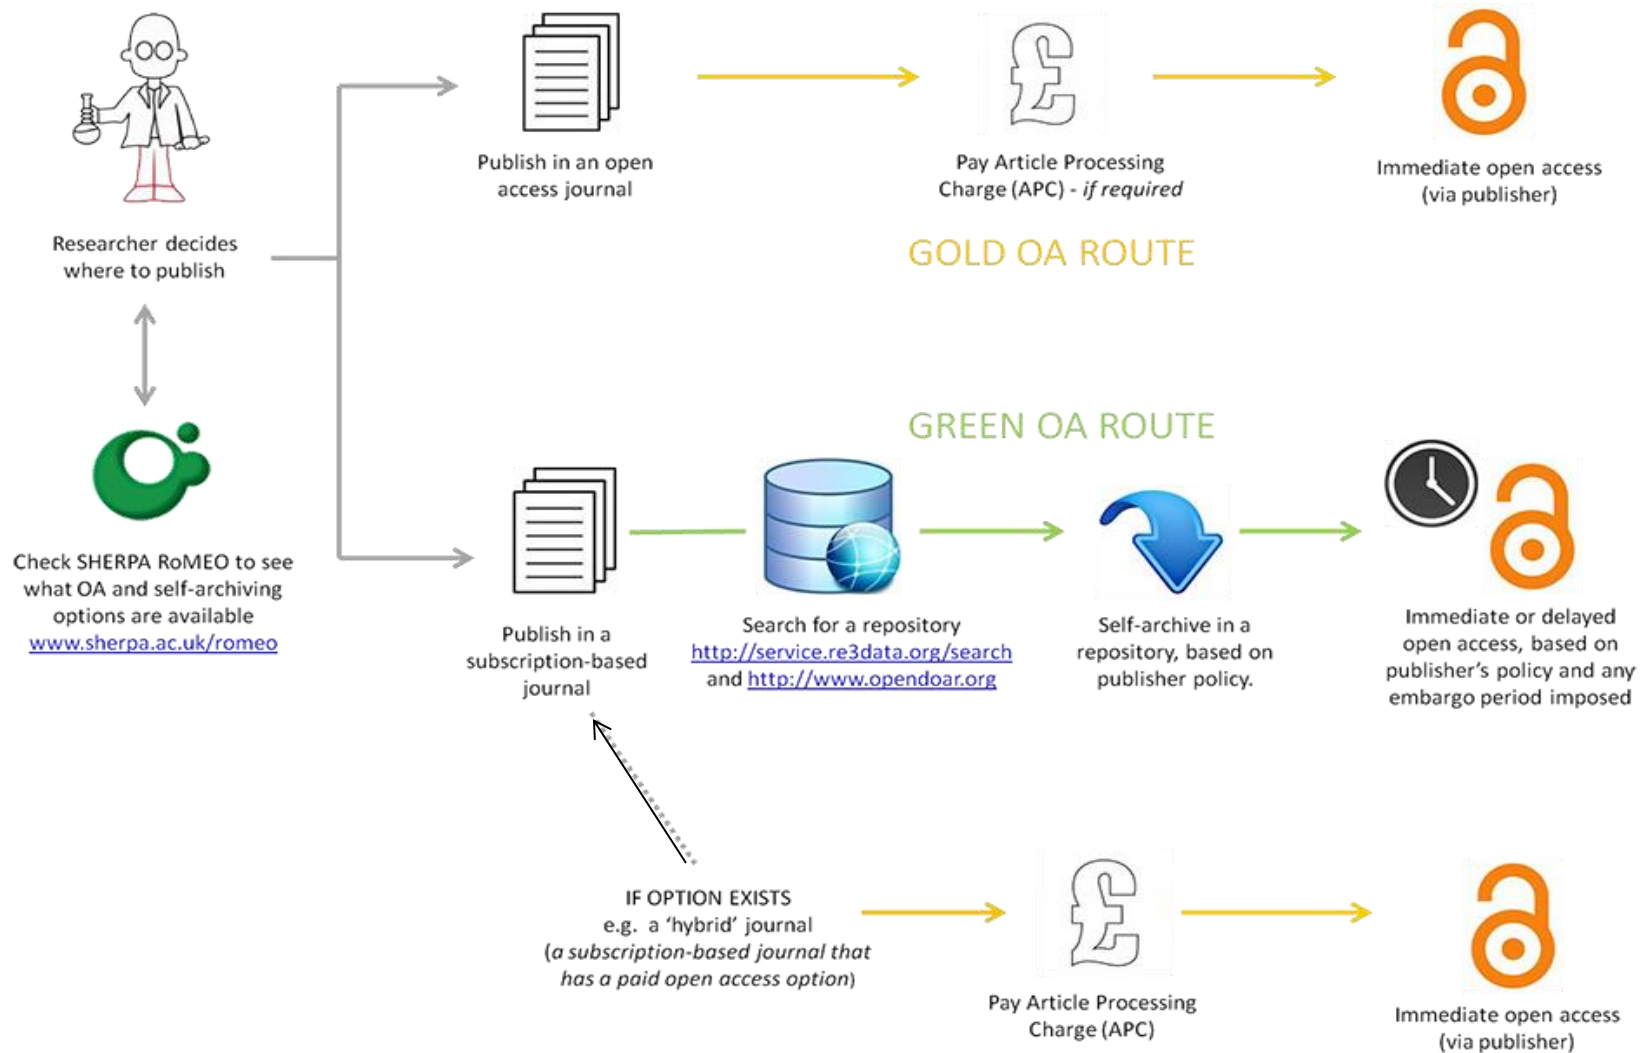 Researcher decides
where to publish
Check SHERPA RoMEO to see
what OA and self-archiving
options are available
www.sherpa.ac.uk/romeo
Publish in an open
access journal
£
Pay Article Processing
Charge (APC) - if required
Immediate open access
(via publisher)
GOLD OA ROUTE
GREEN OA ROUTE
Publish in a
subscription-based
journal
Search for a repository
http://service.re3data.org/search
and http://www.opendoar.org
Self-archive in a
repository, based on
publisher policy.
Immediate or delayed
open access, based on
publisher's policy and any
embargo period imposed
IF OPTION EXISTS
e.g. a 'hybrid' journal
(a subscription-based journal that
has a paid open access option)
£
Pay Article Processing
Charge (APC)
Immediate open access
(via publisher)